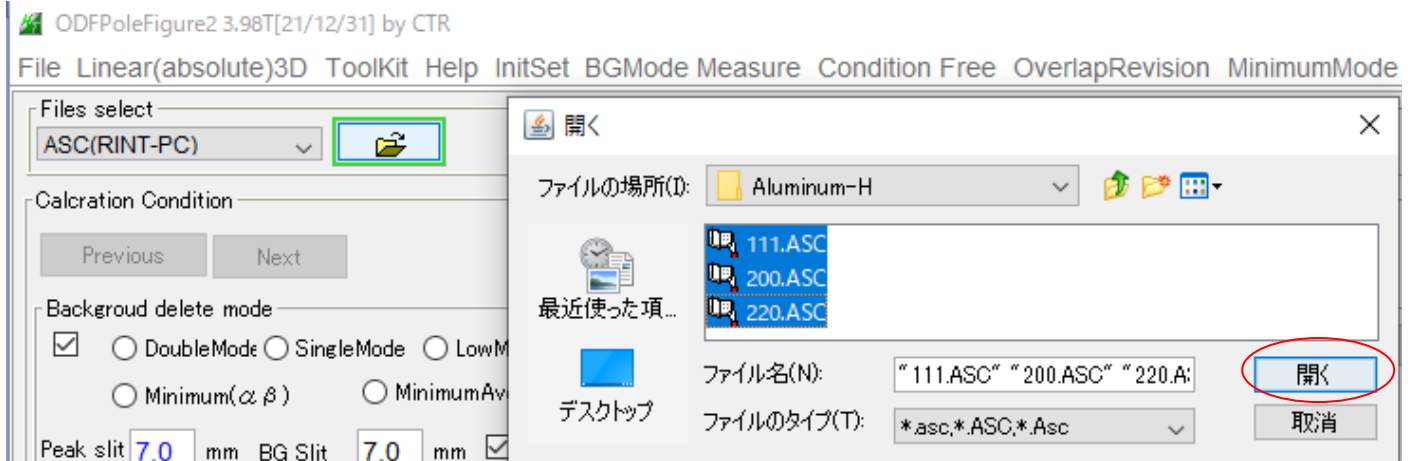 ODFPoleFigure2 3.98T[21/12/31] by CTR
File Linear(absolute)3D ToolKit Help InitSet BGMode Measure Condition Free OverlapRevision MinimumMode
Files select
ASC(RINT-PC)
Calcration Condition
Previous Next
Backgroud delete mode
DoubleMode SingleMode LowM
Minimum(αβ) MinimumAv
Peak slit 7.0 mm BG Slit 7.0 mm
開く
ファイルの場所(I): Aluminum-H
111.ASC
200.ASC
220.ASC
最近使った項...
デスクトップ
ファイル名(N): "111.ASC" "200.ASC" "220.A 開く
ファイルのタイプ(T): *.asc,*.ASC,*.Asc 取消